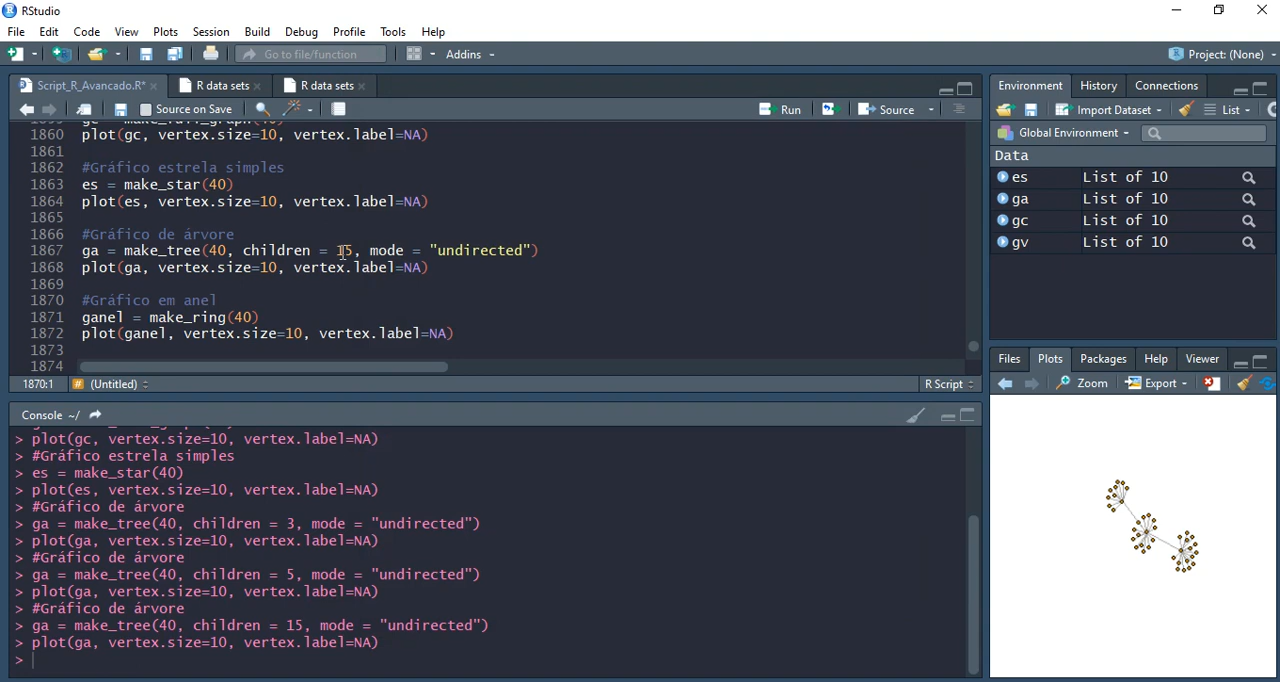 RStudio
File Edit Code View Plots Session Build Debug Profile Tools Help
Go to file/function Addins Project: (None)
Script_R_Avancado.R* R data sets R data sets
Source on Save Run Source
1860 plot(gc, vertex.size=10, vertex.label=NA)
1861
1862 #Gráfico estrela simples
1863 es = make_star(40)
1864 plot(es, vertex.size=10, vertex.label=NA)
1865
1866 #Gráfico de árvore
1867 ga = make_tree(40, children = 15, mode = "undirected")
1868 plot(ga, vertex.size=10, vertex.label=NA)
1869
1870 #Gráfico em anel
1871 ganel = make_ring(40)
1872 plot(ganel, vertex.size=10, vertex.label=NA)
1873
1874
1870:1 # (Untitled) R Script
Console ~/
> plot(gc, vertex.size=10, vertex.label=NA)
> #Gráfico estrela simples
> es = make_star(40)
> plot(es, vertex.size=10, vertex.label=NA)
> #Gráfico de árvore
> ga = make_tree(40, children = 3, mode = "undirected")
> plot(ga, vertex.size=10, vertex.label=NA)
> #Gráfico de árvore
> ga = make_tree(40, children = 5, mode = "undirected")
> plot(ga, vertex.size=10, vertex.label=NA)
> #Gráfico de árvore
> ga = make_tree(40, children = 15, mode = "undirected")
> plot(ga, vertex.size=10, vertex.label=NA)
>
Environment History Connections
Import Dataset List
Global Environment
Data
es List of 10
ga List of 10
gc List of 10
gv List of 10
Files Plots Packages Help Viewer
Zoom Export